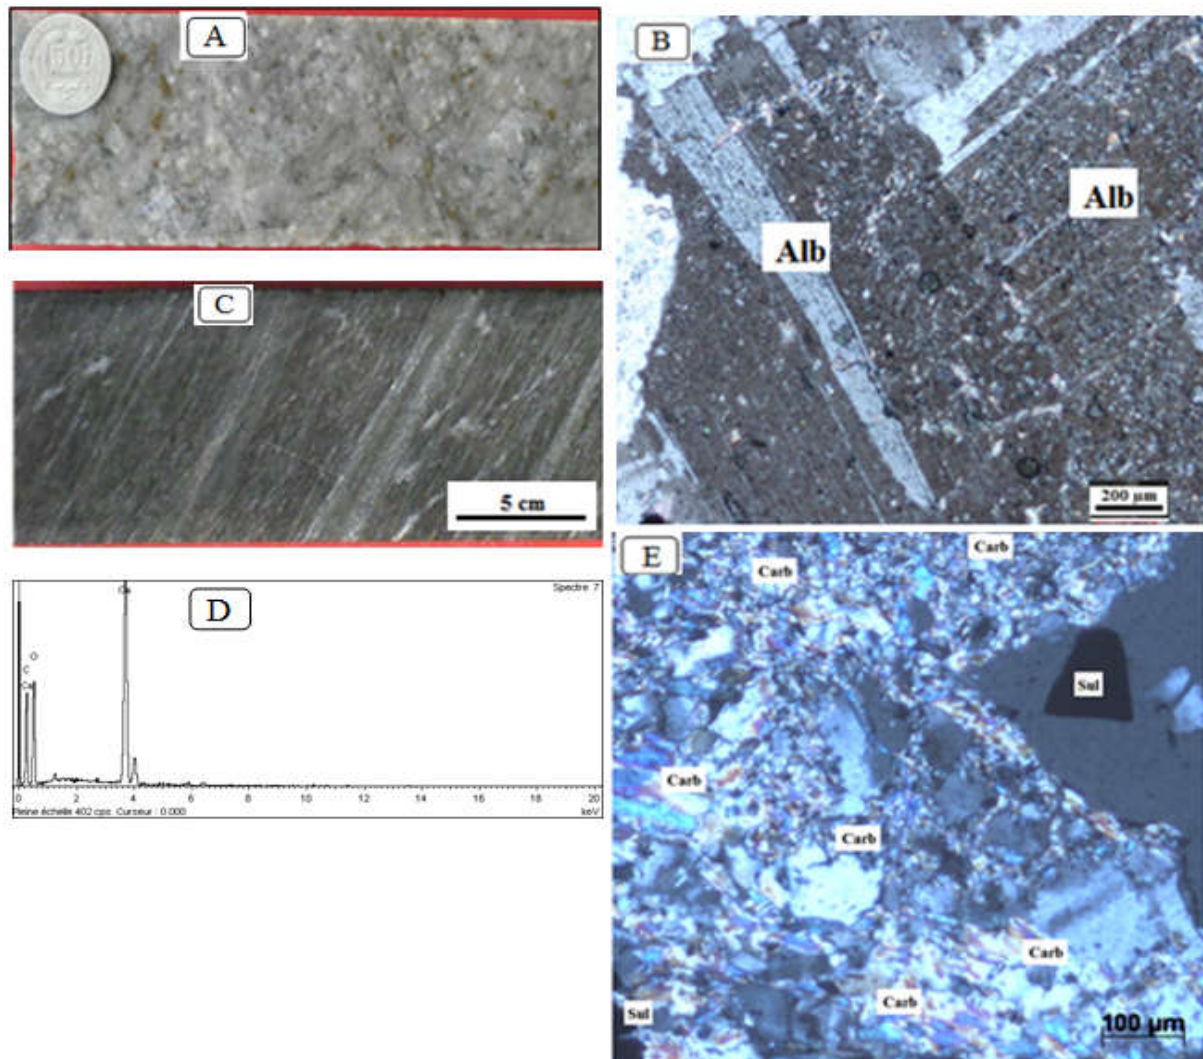 A
B
Alb
Alb
200 µm
C
5 cm
D
Spectre 7
Ca
O
C
Ca
0 2 4 6 8 10 12 14 16 18 20
Pleine échelle 402 cps Curseur : 0.000
keV
E
Carb
Carb
Sul
Carb
Carb
Carb
Carb
Sul
100 µm